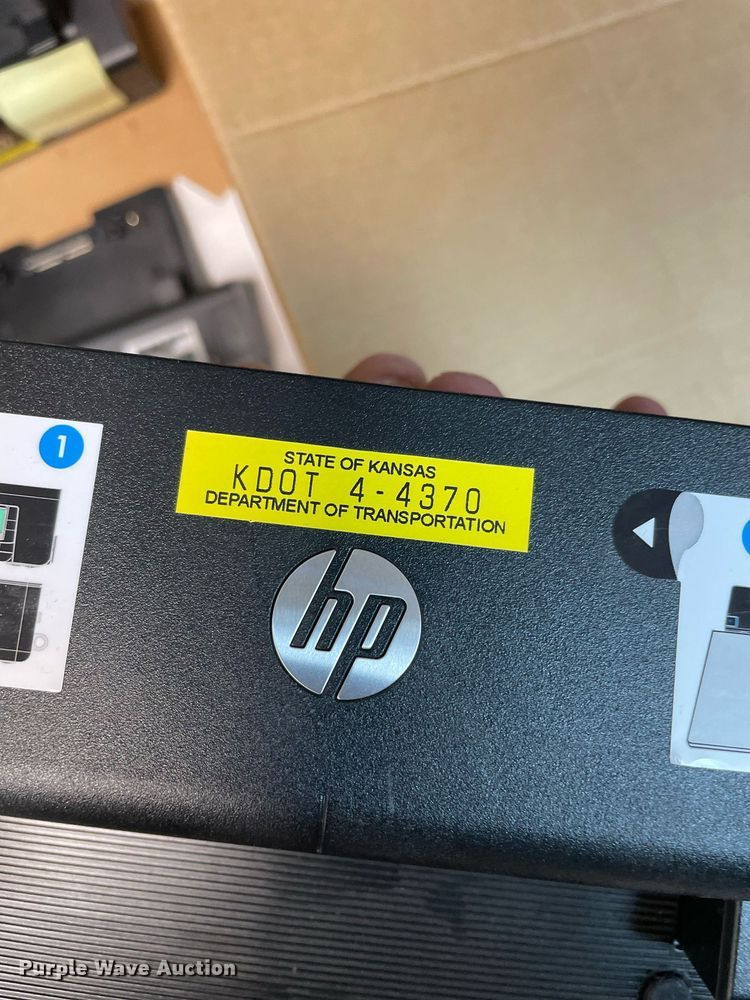 1
STATE OF KANSAS
KDOT 4-4370
DEPARTMENT OF TRANSPORTATION
hp
Purple Wave Auction